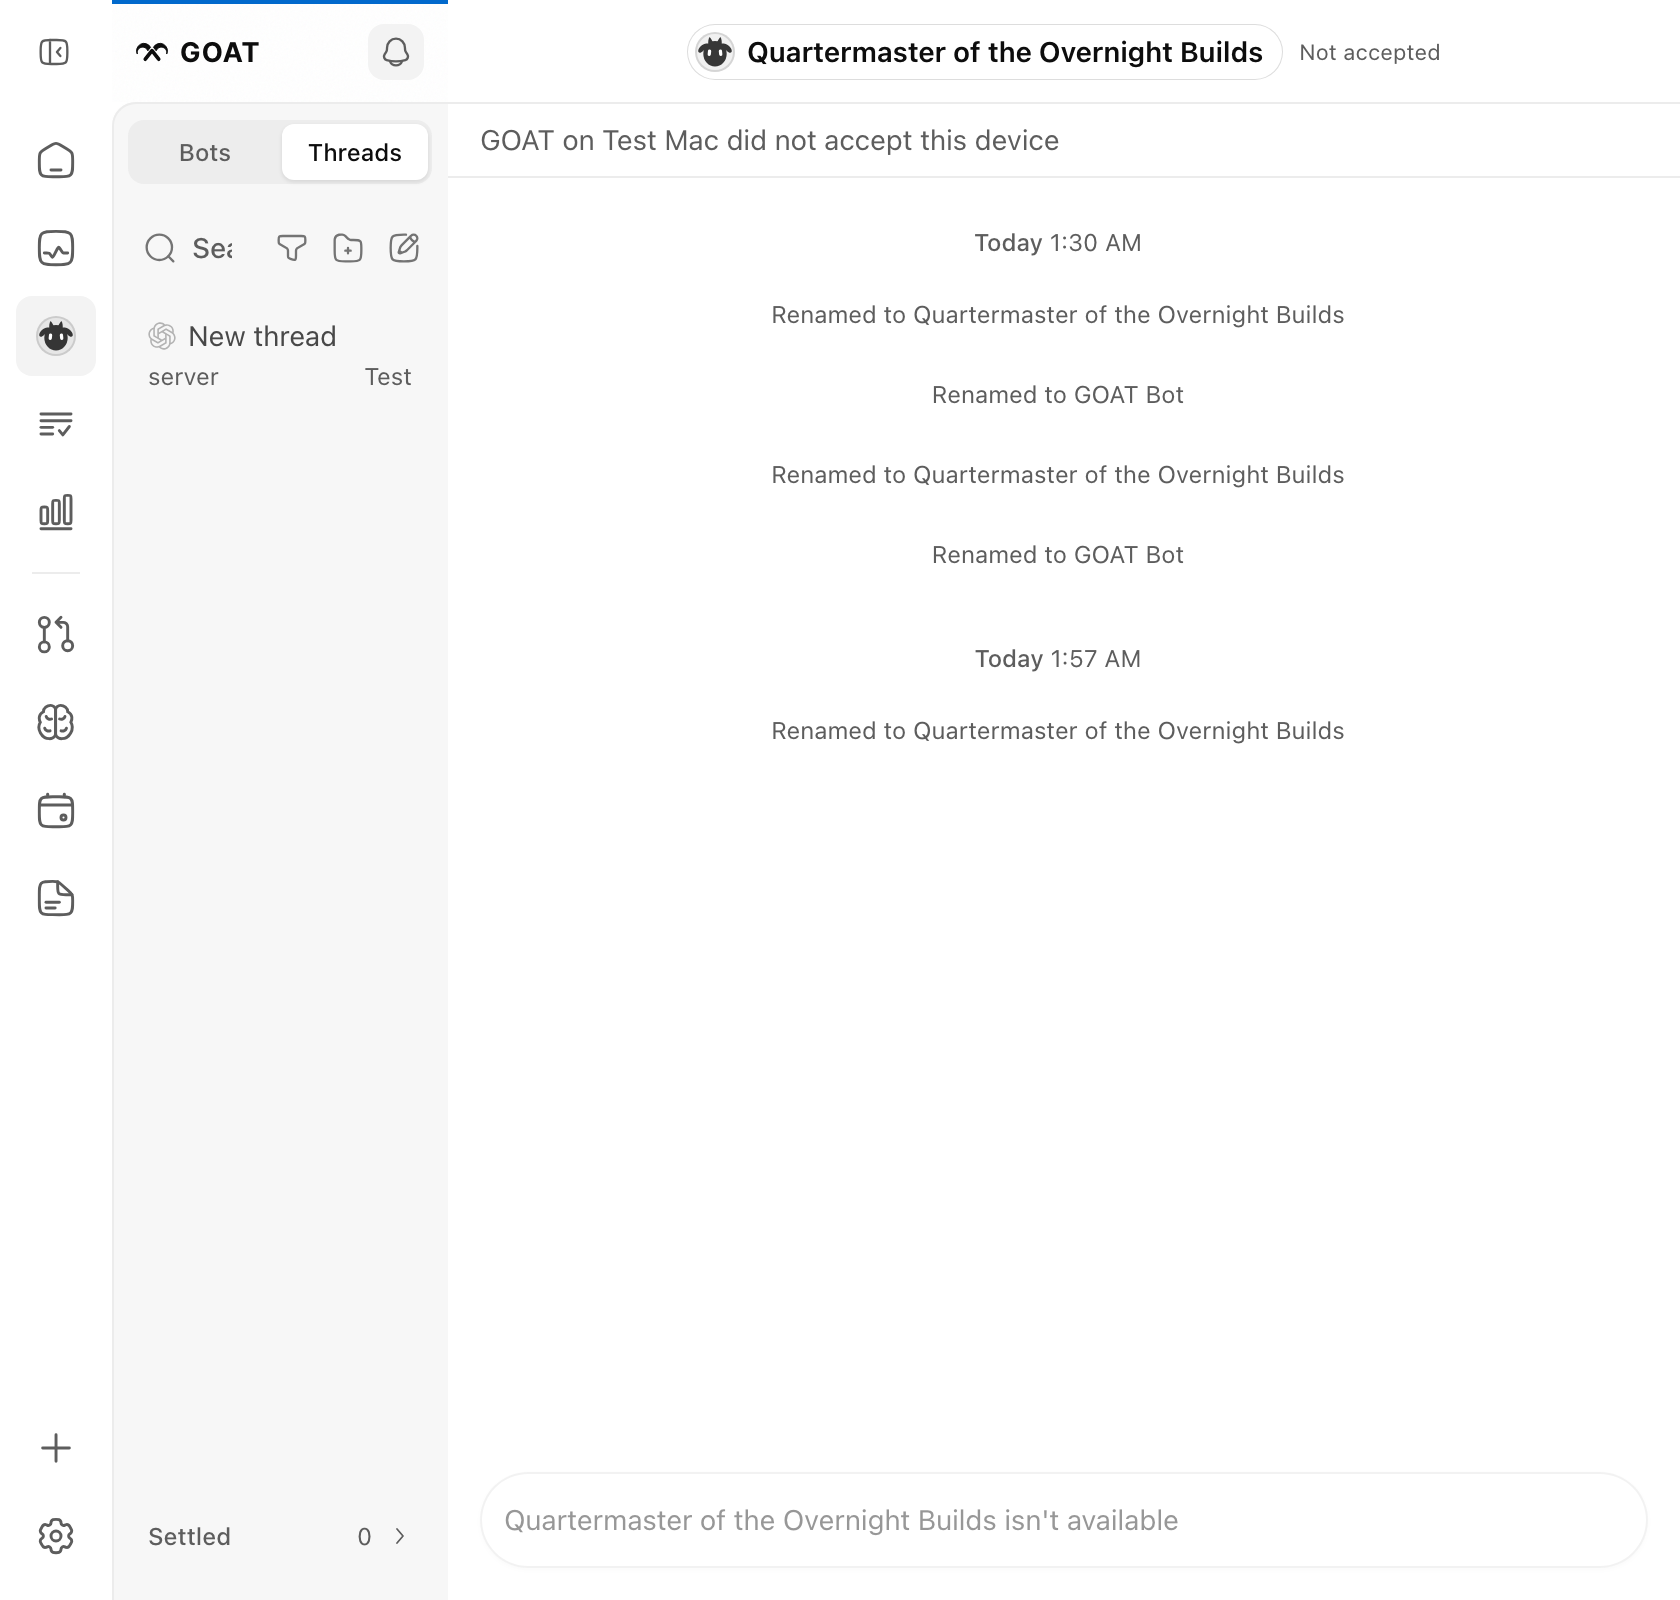 GOAT
Quartermaster of the Overnight Builds
Not accepted
Bots
Threads
GOAT on Test Mac did not accept this device
New thread
server
Test
Today 1:30 AM
Renamed to Quartermaster of the Overnight Builds
Renamed to GOAT Bot
Renamed to Quartermaster of the Overnight Builds
Renamed to GOAT Bot
Today 1:57 AM
Renamed to Quartermaster of the Overnight Builds
Settled
0
Quartermaster of the Overnight Builds isn't available